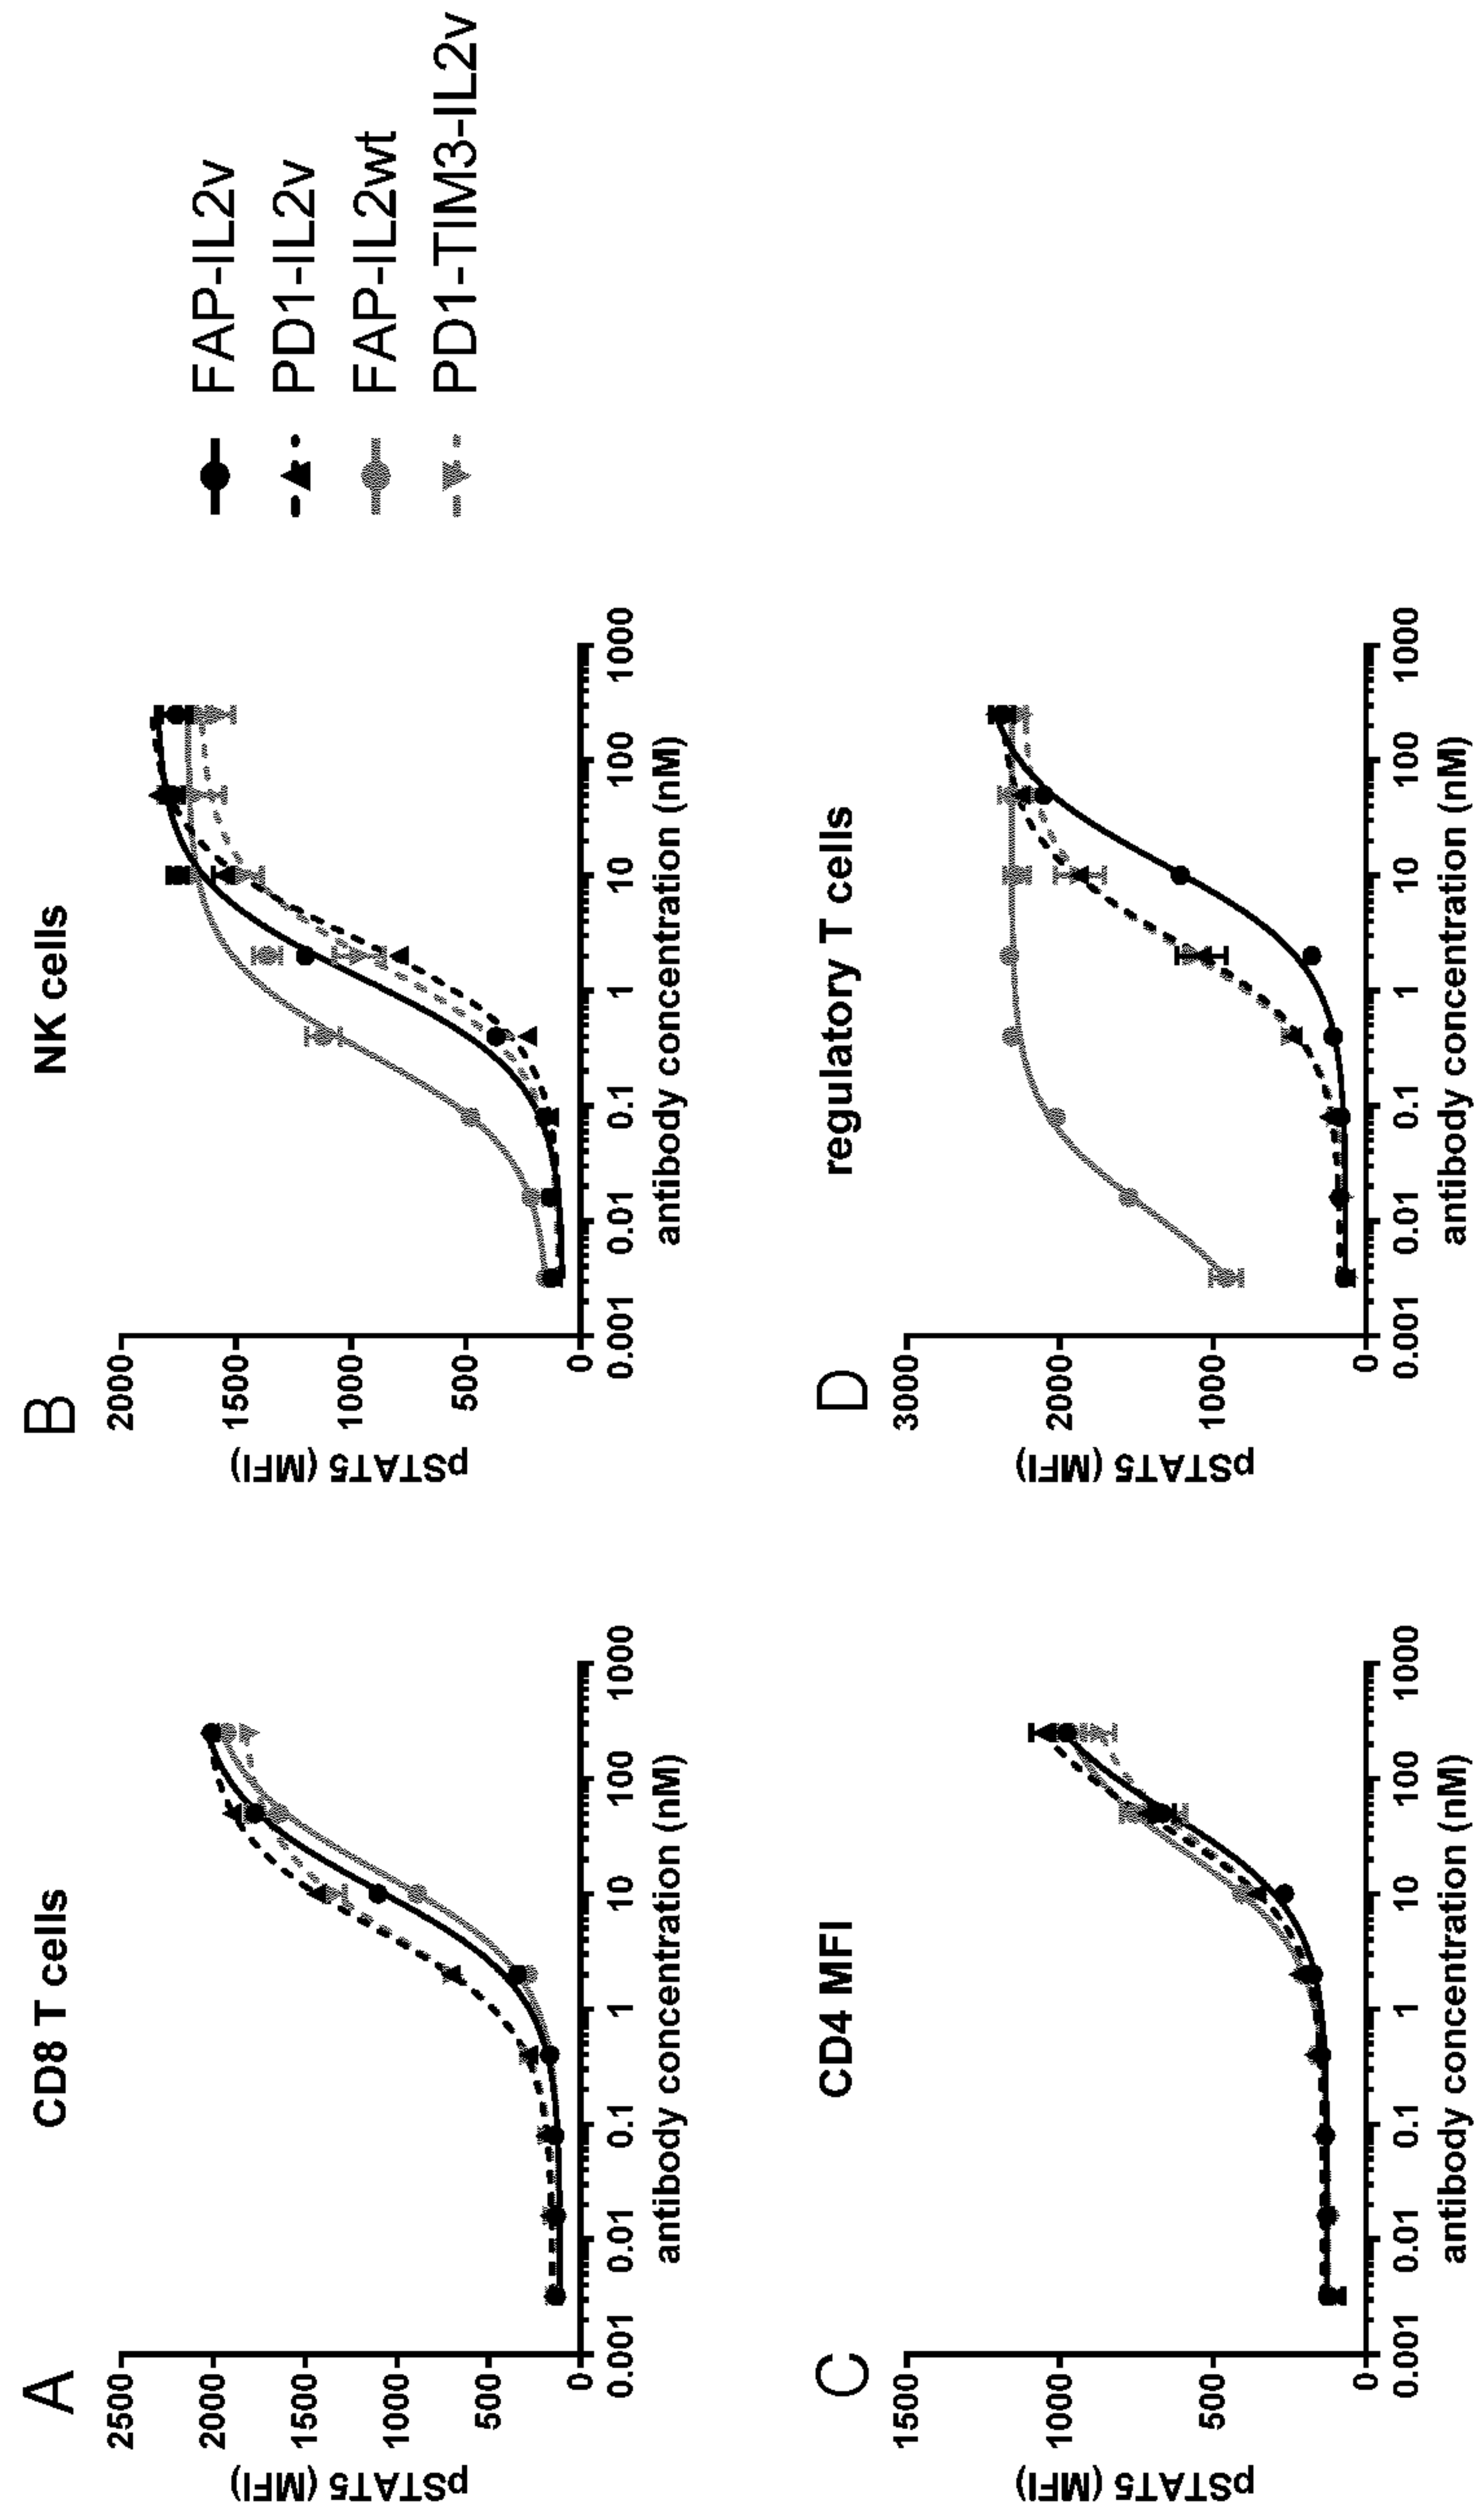 A
CD8 T cells
pSTAT5 (MFI)
2500
2000
1500
1000
500
0
0.001 0.01 0.1 1 10 100 1000
antibody concentration (nM)
B
NK cells
pSTAT5 (MFI)
2000
1500
1000
500
0
0.001 0.01 0.1 1 10 100 1000
antibody concentration (nM)
FAP-IL2v
PD1-IL2v
FAP-IL2wt
PD1-TIM3-IL2v
C
CD4 MFI
pSTAT5 (MFI)
1500
1000
500
0
0.001 0.01 0.1 1 10 100 1000
antibody concentration (nM)
D
regulatory T cells
pSTAT5 (MFI)
3000
2000
1000
0
0.001 0.01 0.1 1 10 100 1000
antibody concentration (nM)